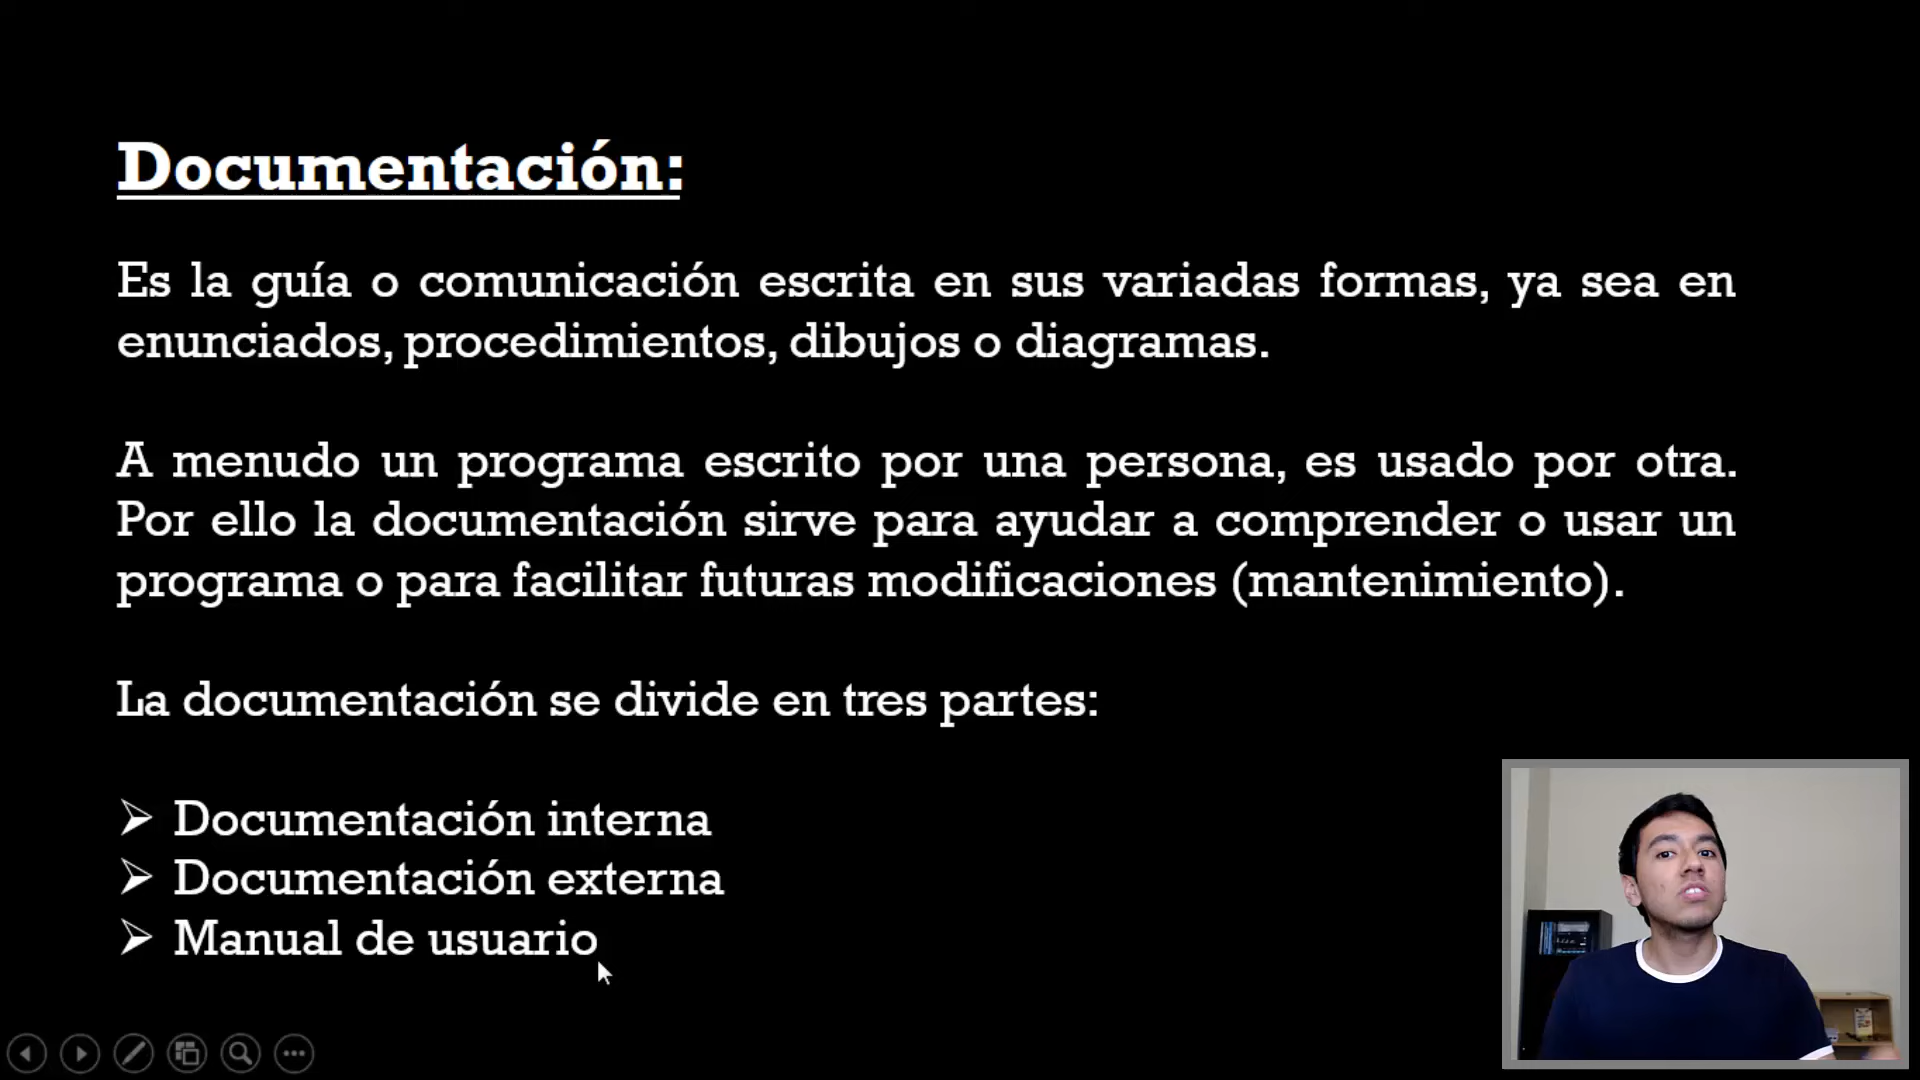 Documentación:
Es la guía o comunicación escrita en sus variadas formas, ya sea en
enunciados, procedimientos, dibujos o diagramas.
A menudo un programa escrito por una persona, es usado por otra.
Por ello la documentación sirve para ayudar a comprender o usar un
programa o para facilitar futuras modificaciones (mantenimiento).
La documentación se divide en tres partes:
➢ Documentación interna
➢ Documentación externa
➢ Manual de usuario